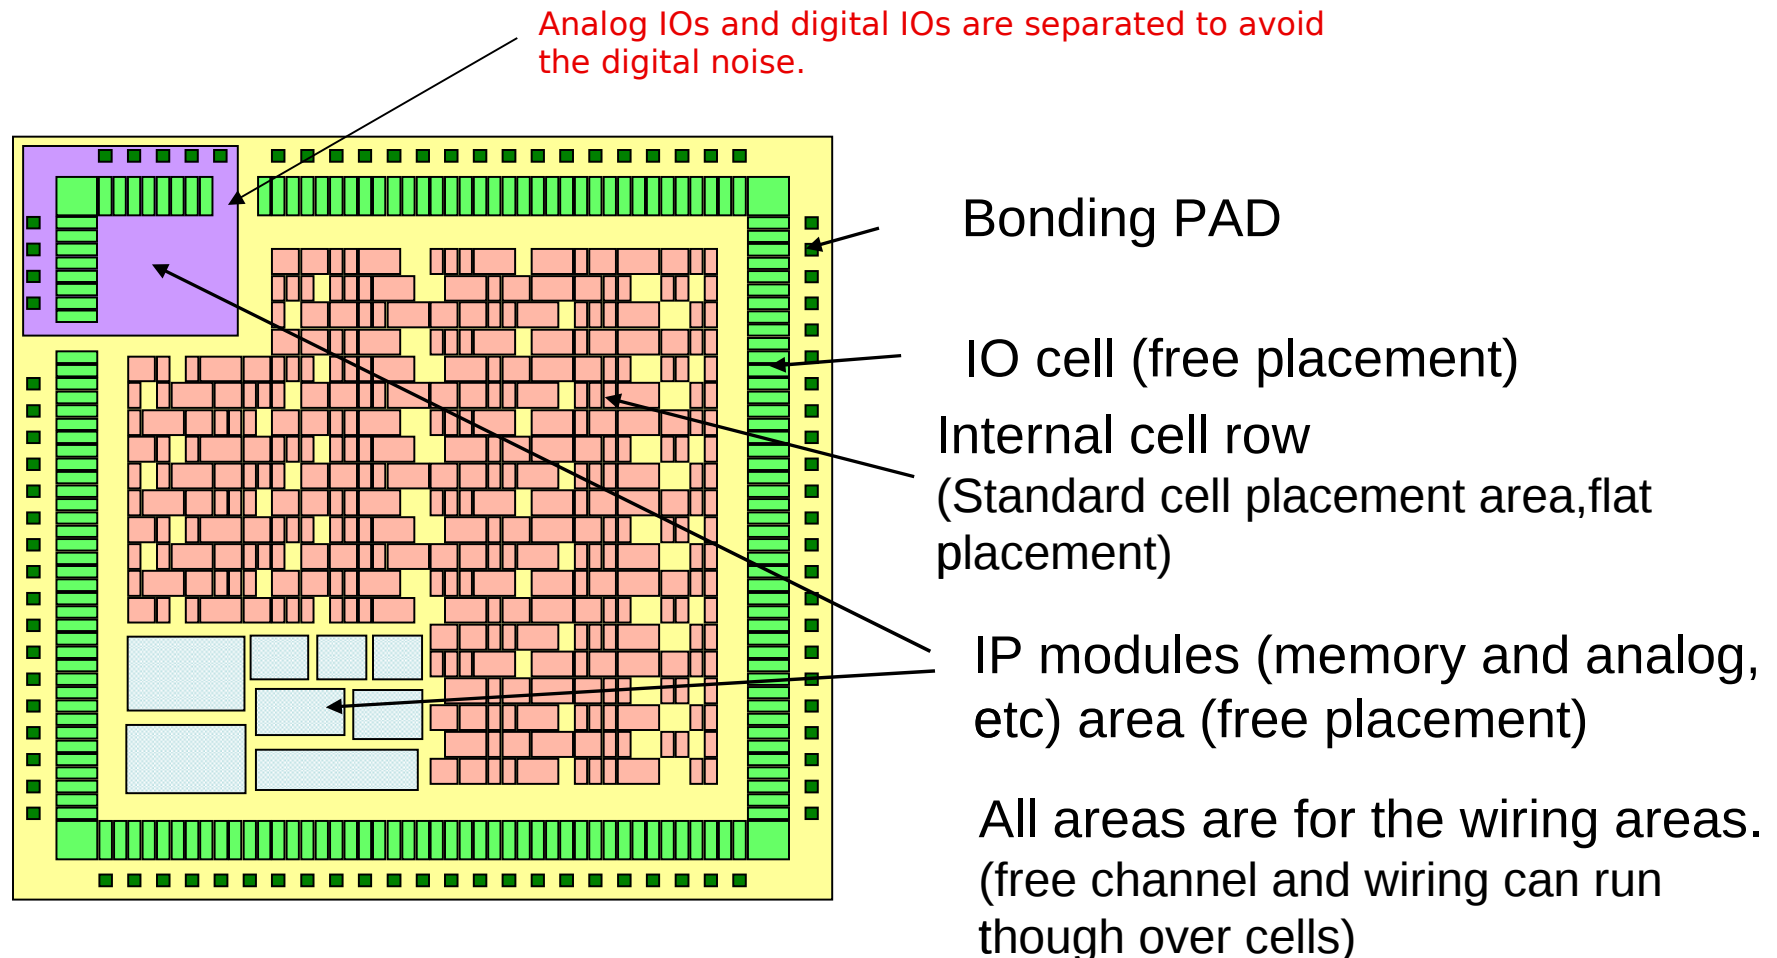 Analog IOs and digital IOs are separated to avoid
the digital noise.
Bonding PAD
IO cell (free placement)
Internal cell row
(Standard cell placement area,flat
placement)
IP modules (memory and analog,
etc) area (free placement)
All areas are for the wiring areas.
(free channel and wiring can run
though over cells)